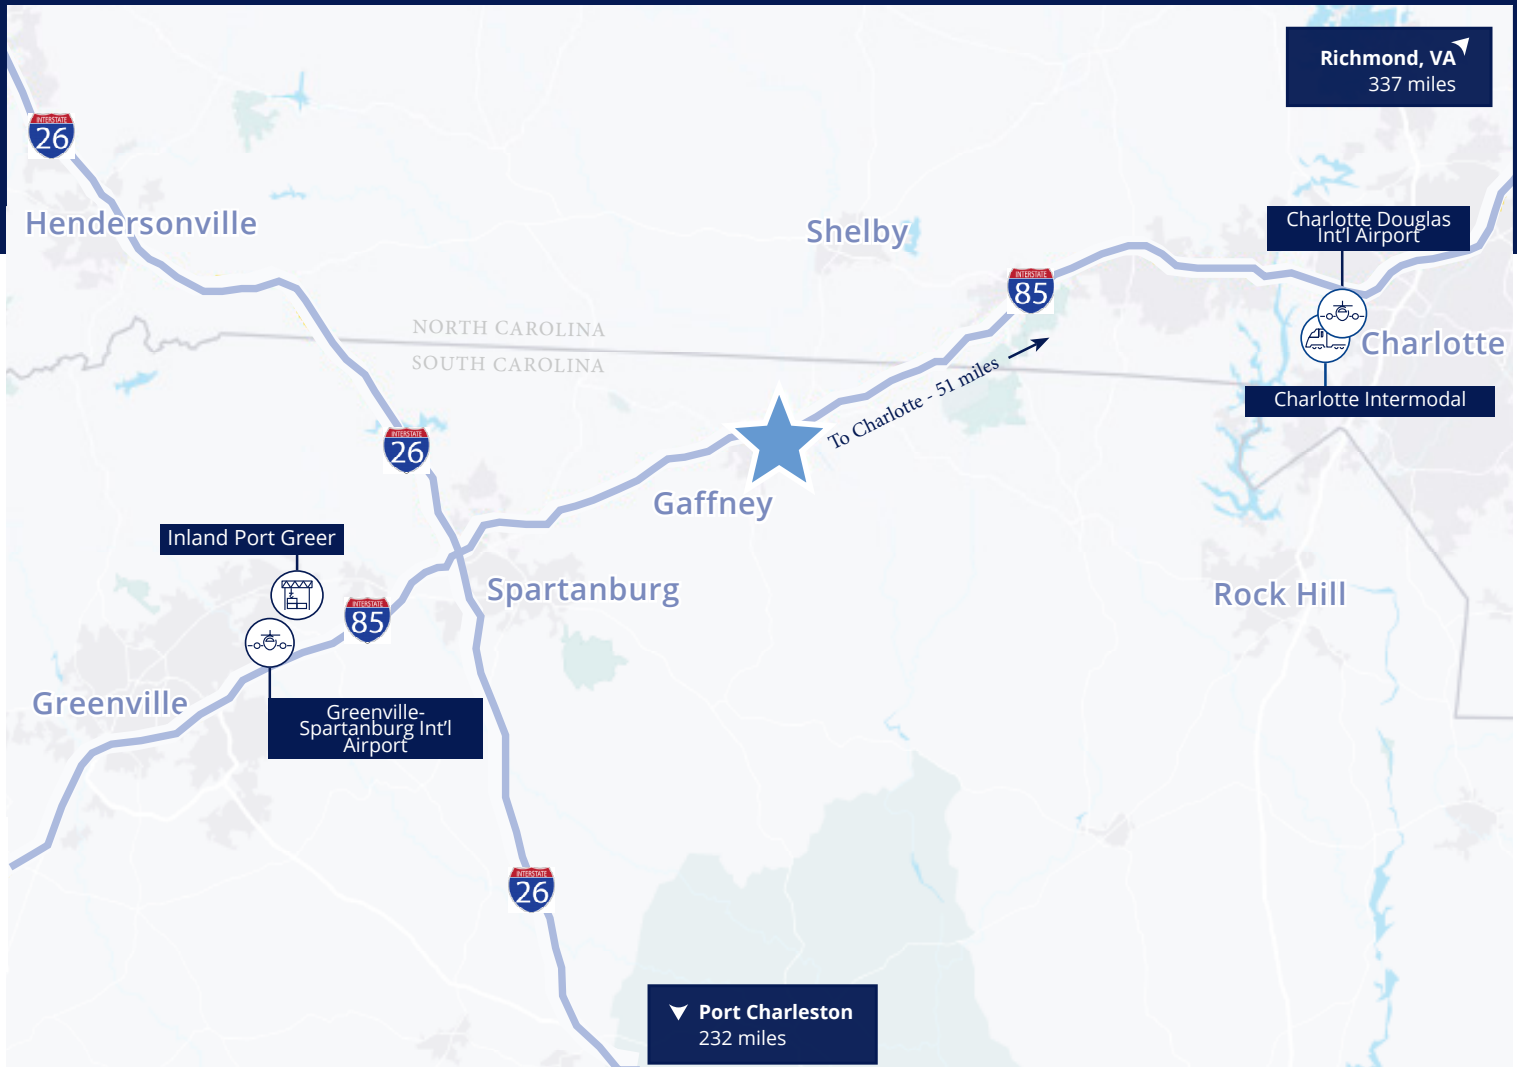 Richmond, VA
337 miles
INTERSTATE
26
Hendersonville
Shelby
Charlotte Douglas
Int'l Airport
INTERSTATE
85
NORTH CAROLINA
SOUTH CAROLINA
Charlotte
To Charlotte - 51 miles
Charlotte Intermodal
INTERSTATE
26
Gaffney
Inland Port Greer
Spartanburg
Rock Hill
INTERSTATE
85
Greenville
Greenville-
Spartanburg Int'l
Airport
INTERSTATE
26
Port Charleston
232 miles